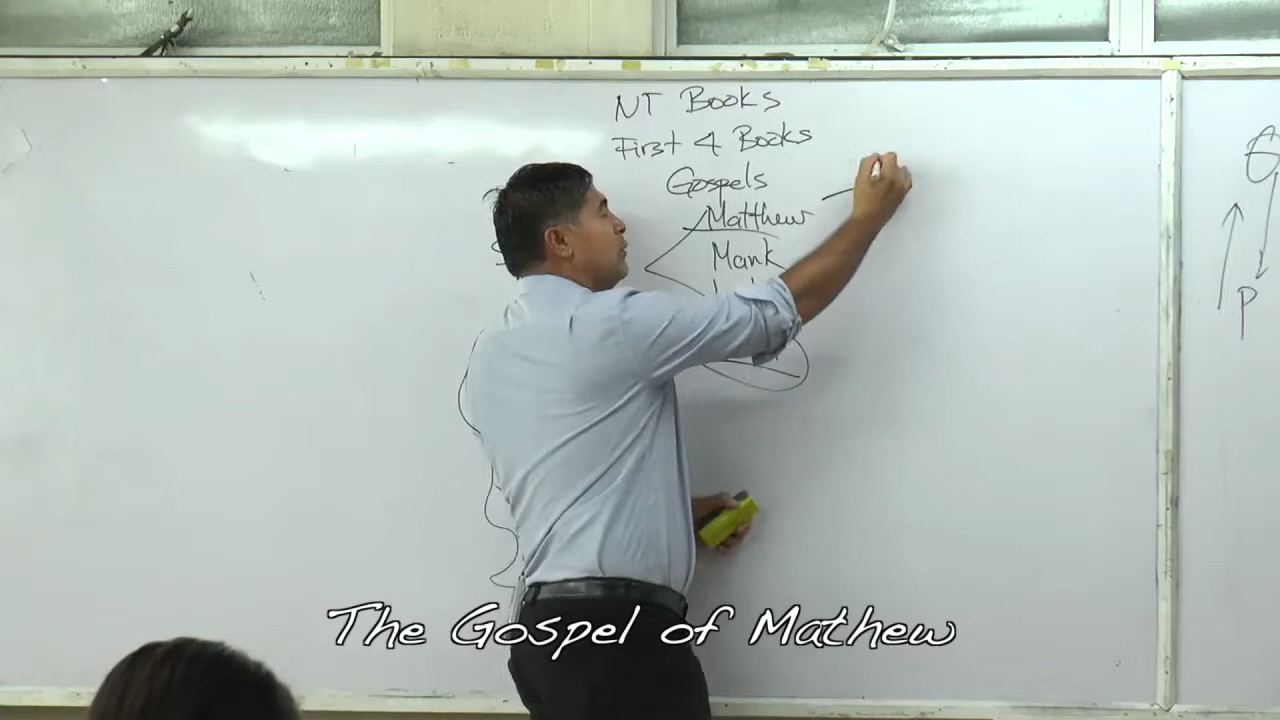 NT Books
First 4 Books
Gospels
Matthew
Mark
G
P
The Gospel of Mathew